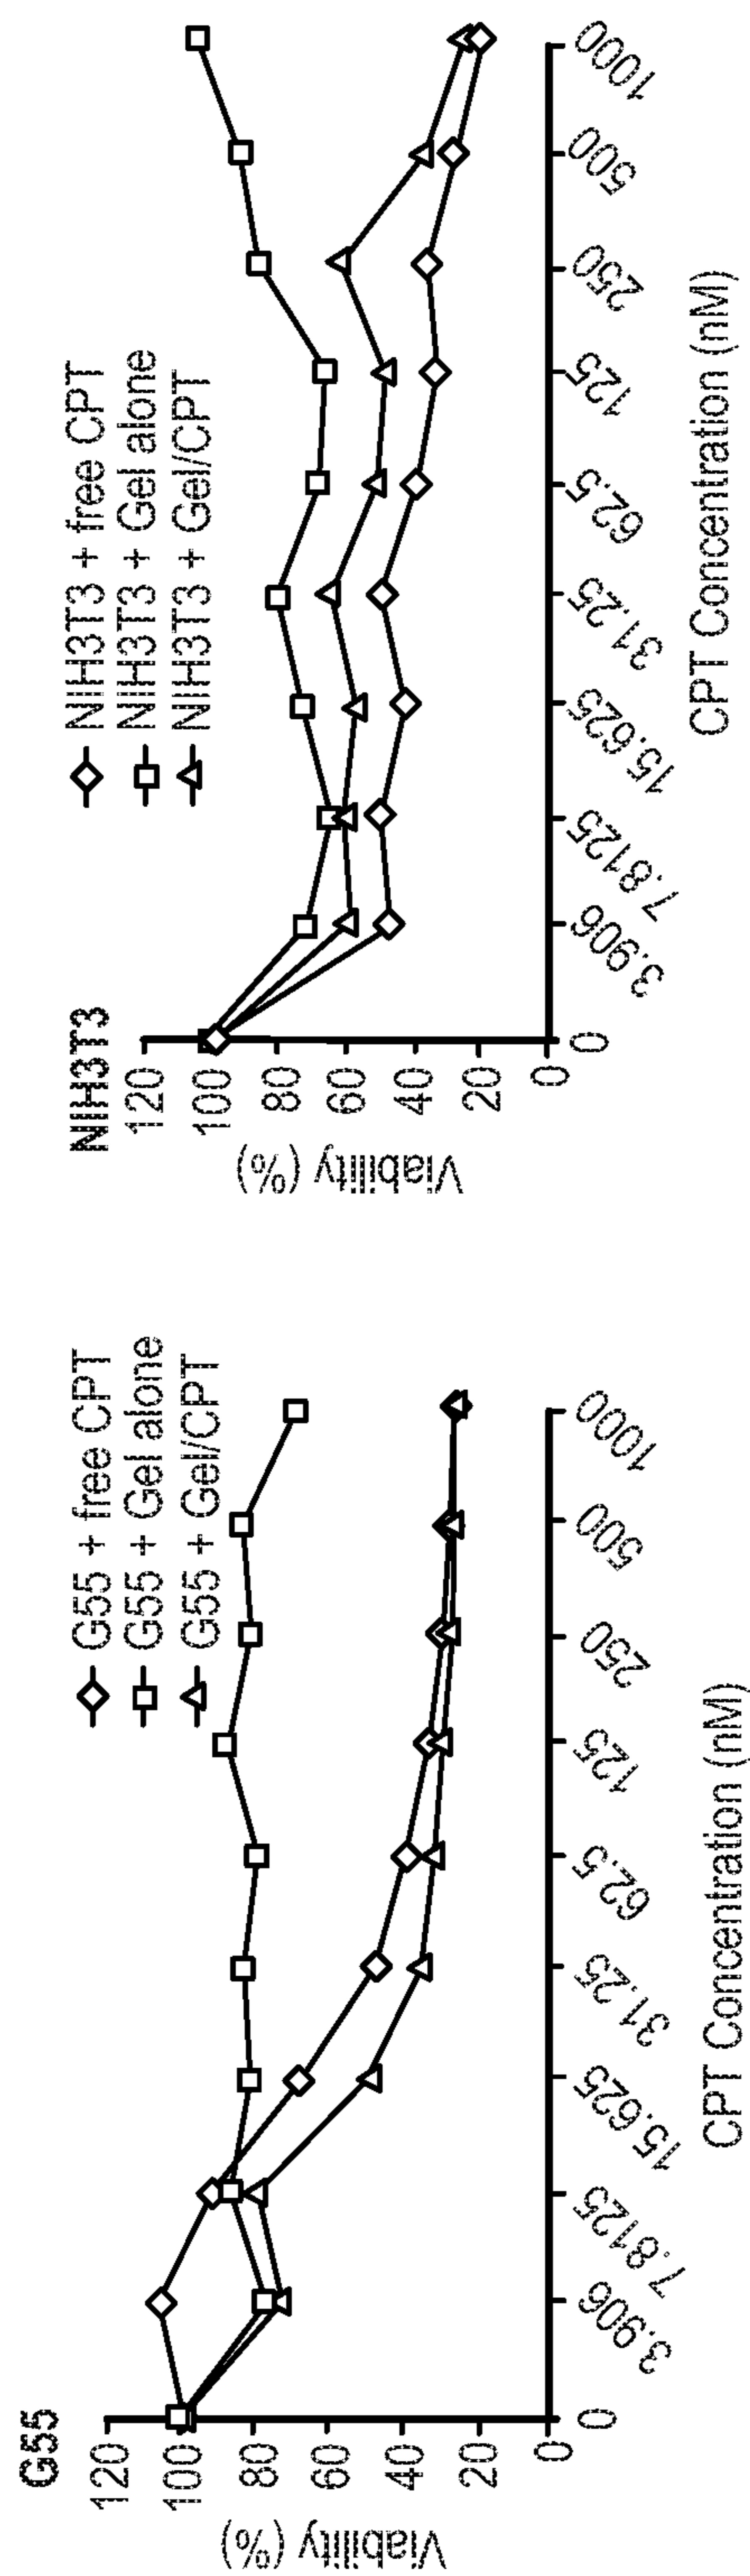 G55
G55 + free CPT
G55 + Gel alone
G55 + Gel/CPT
Viability (%)
120
100
80
60
40
20
0
0
3.906
7.8125
15.625
31.25
62.5
125
250
500
1000
CPT Concentration (nM)
NIH3T3
NIH3T3 + free CPT
NIH3T3 + Gel alone
NIH3T3 + Gel/CPT
Viability (%)
120
100
80
60
40
20
0
0
3.906
7.8125
15.625
31.25
62.5
125
250
500
1000
CPT Concentration (nM)